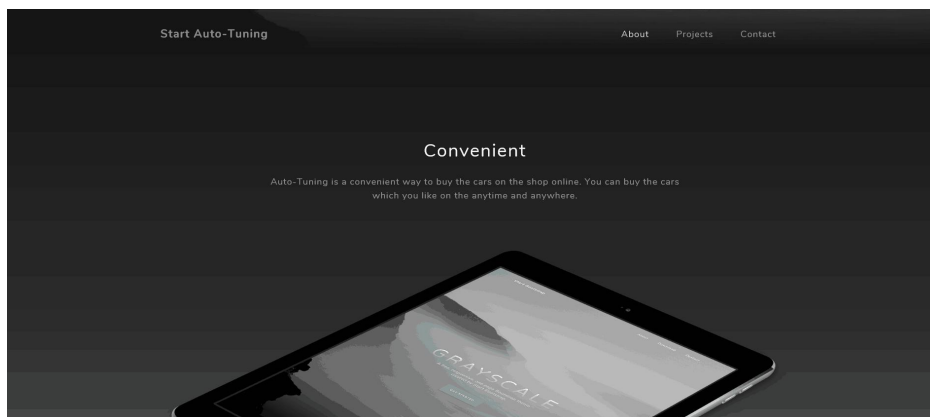 Start Auto-Tuning
About
Projects
Contact
Convenient
Auto-Tuning is a convenient way to buy the cars on the shop online. You can buy the cars
which you like on the anytime and anywhere.
GRAYSCALE